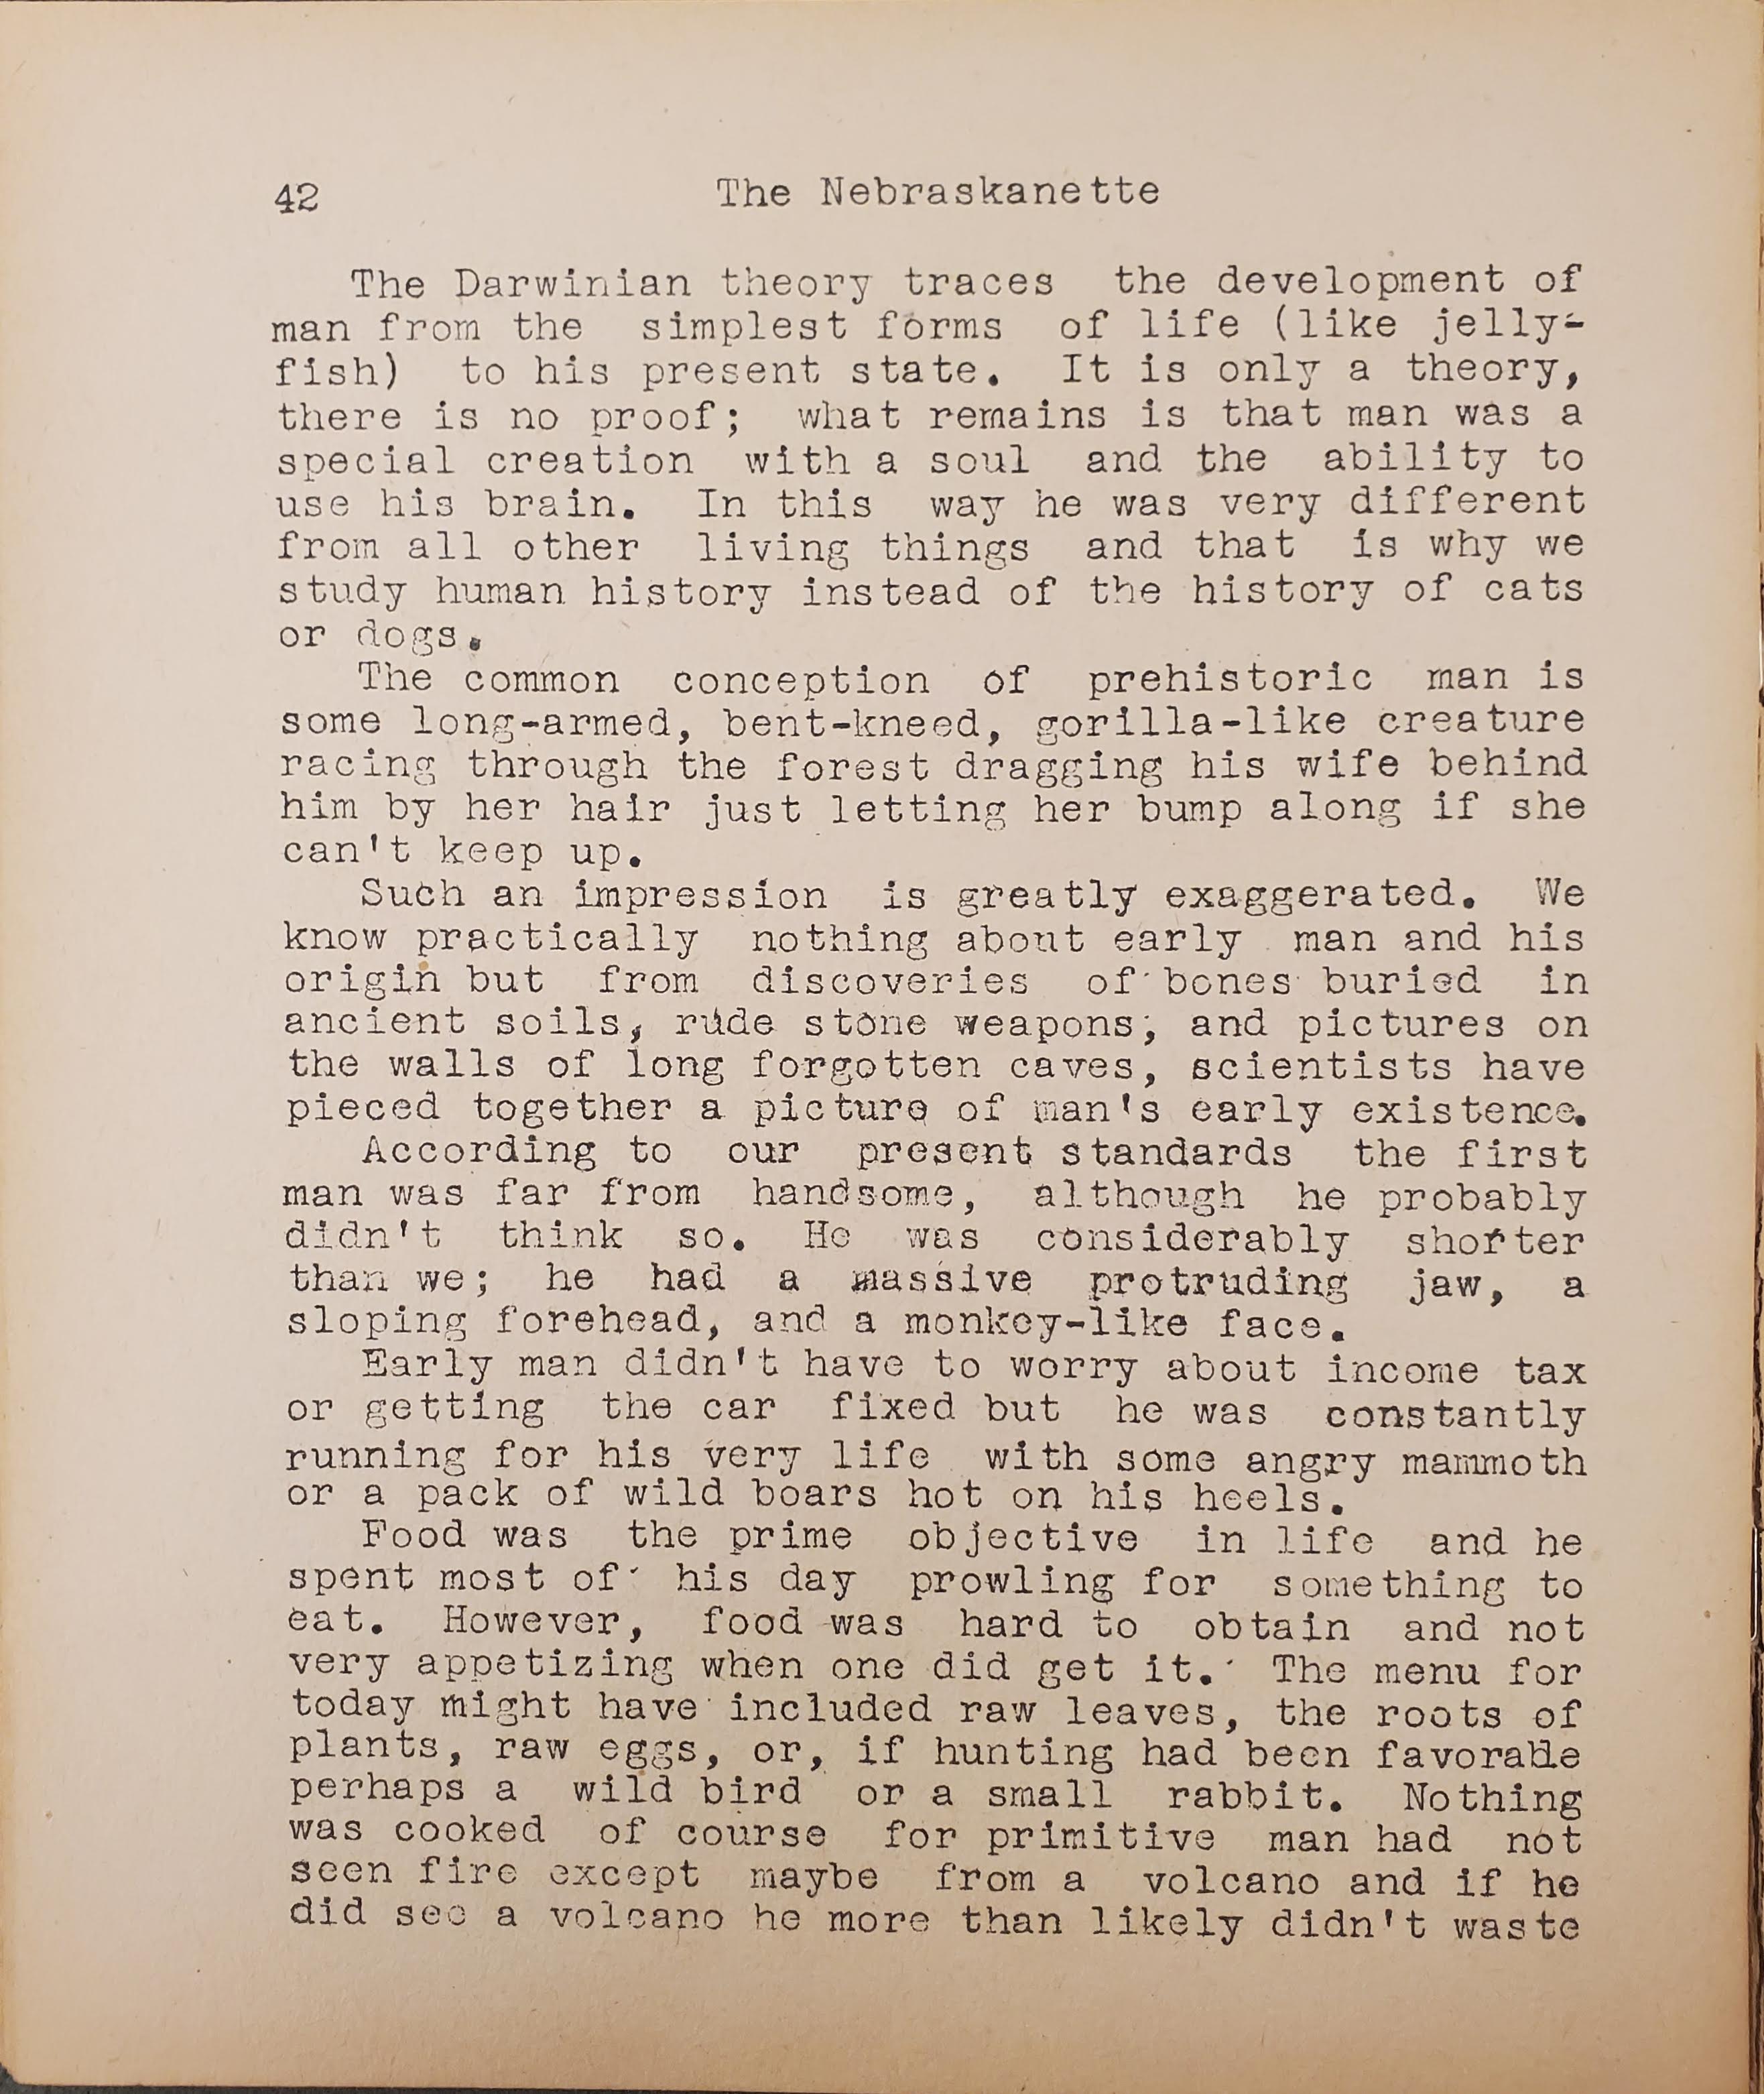 42 The Nebraskanette
The Darwinian theory traces the development of
man from the simplest forms of life (like jelly-
fish) to his present state. It is only a theory,
there is no proof; what remains is that man was a
special creation with a soul and the ability to
use his brain. In this way he was very different
from all other living things and that is why we
study human history instead of the history of cats
or dogs.
The common conception of prehistoric man is
some long-armed, bent-kneed, gorilla-like creature
racing through the forest dragging his wife behind
him by her hair just letting her bump along if she
can't keep up.
Such an impression is greatly exaggerated. We
know practically nothing about early man and his
origin but from discoveries of bones buried in
ancient soils, rude stone weapons, and pictures on
the walls of long forgotten caves, scientists have
pieced together a picture of man's early existence.
According to our present standards the first
man was far from handsome, although he probably
didn't think so. He was considerably shorter
than we; he had a massive protruding jaw, a
sloping forehead, and a monkey-like face.
Early man didn't have to worry about income tax
or getting the car fixed but he was constantly
running for his very life with some angry mammoth
or a pack of wild boars hot on his heels.
Food was the prime objective in life and he
spent most of his day prowling for something to
eat. However, food was hard to obtain and not
very appetizing when one did get it. The menu for
today might have included raw leaves, the roots of
plants, raw eggs, or, if hunting had been favorable
perhaps a wild bird or a small rabbit. Nothing
was cooked of course for primitive man had not
seen fire except maybe from a volcano and if he
did see a volcano he more than likely didn't waste